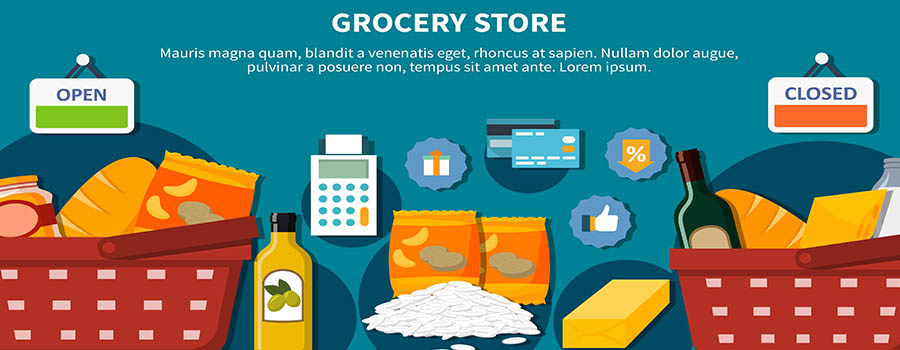 GROCERY STORE
Mauris magna quam, blandit a venenatis eget, rhoncus at sapien. Nullam dolor augue,
pulvinar a posuere non, tempus sit amet ante. Lorem ipsum.
OPEN
CLOSED
%